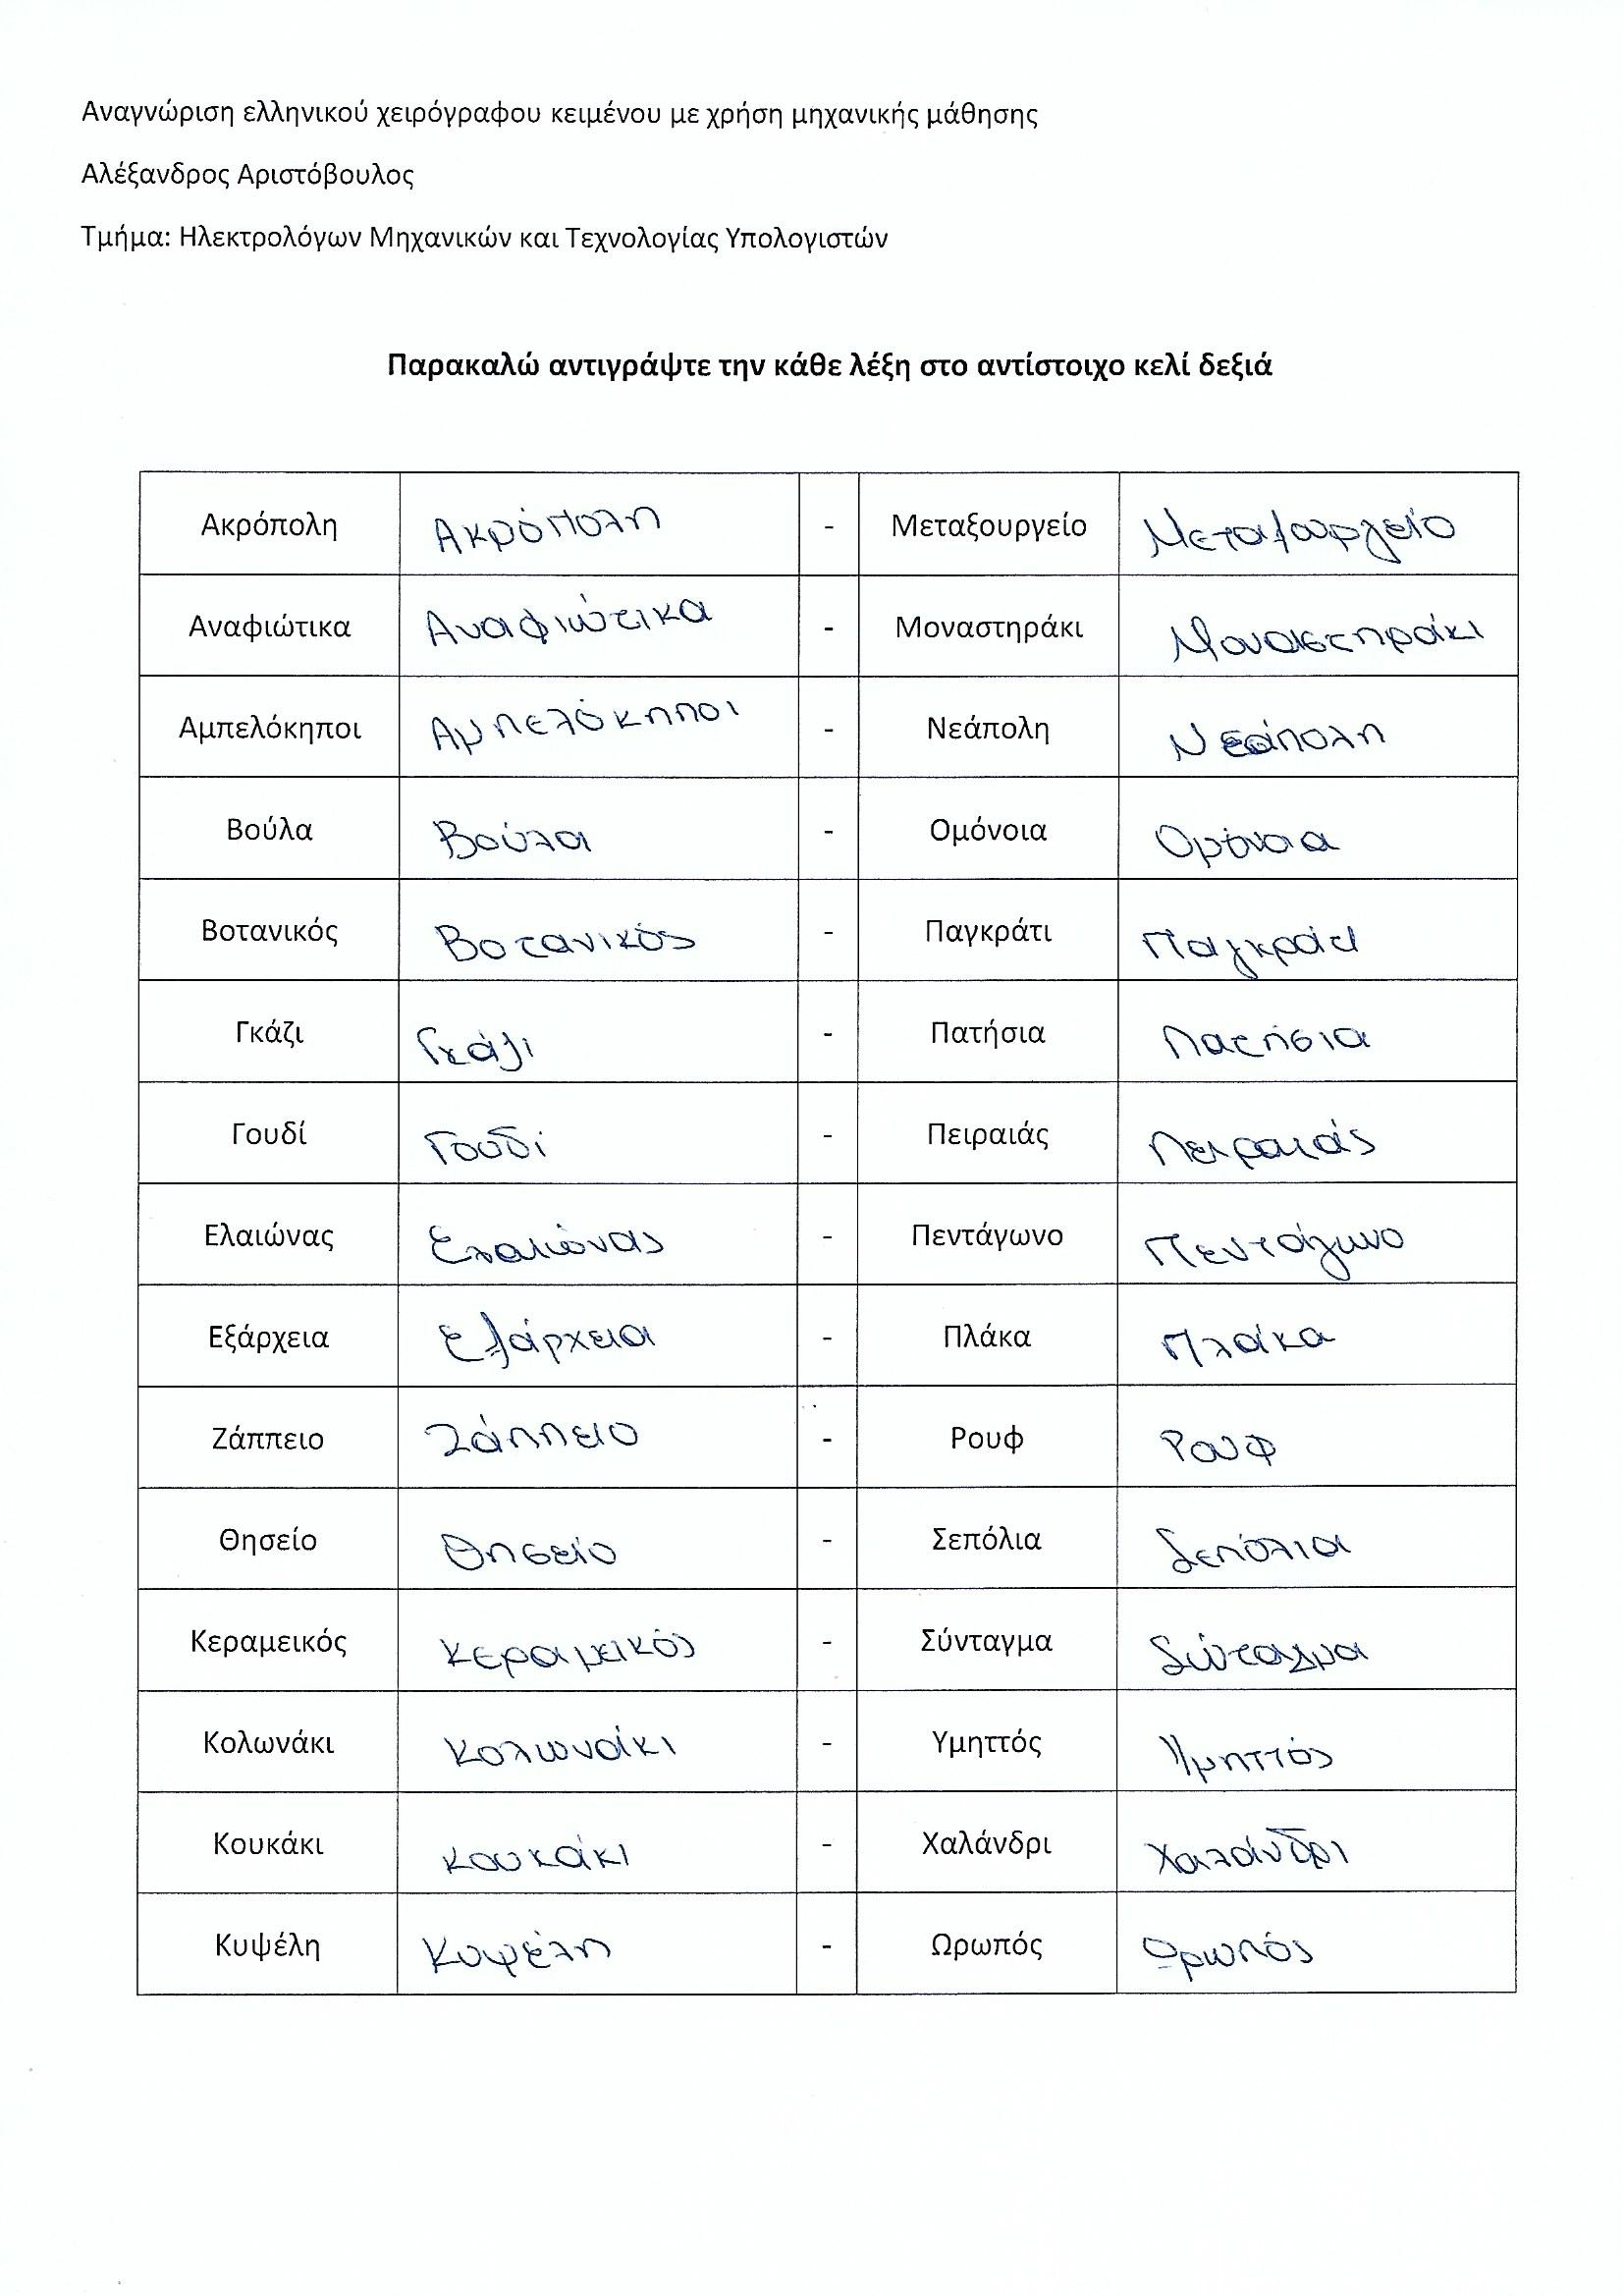 Αναγνώριση ελληνικού χειρόγραφου κειμένου με χρήση μηχανικής μάθησης
Αλέξανδρος Αριστόβουλος
Τμήμα: Ηλεκτρολόγων Μηχανικών και Τεχνολογίας Υπολογιστών
Παρακαλώ αντιγράψτε την κάθε λέξη στο αντίστοιχο κελί δεξιά
Ακρόπολη Ακρόπολη - Μεταξουργείο Μεταξουργείο
Αναφιώτικα Αναφιώτικα - Μοναστηράκι Μοναστηράκι
Αμπελόκηποι Αμπελόκηποι - Νεάπολη Νεάπολη
Βούλα Βούλα - Ομόνοια Ομόνοια
Βοτανικός Βοτανικός - Παγκράτι Παγκράτι
Γκάζι Γκάζι - Πατήσια Πατήσια
Γουδί Γουδί - Πειραιάς Πειραιάς
Ελαιώνας Ελαιώνας - Πεντάγωνο Πεντάγωνο
Εξάρχεια Εξάρχεια - Πλάκα Πλάκα
Ζάππειο Ζάππειο - Ρουφ Ρουφ
Θησείο Θησείο - Σεπόλια Σεπόλια
Κεραμεικός Κεραμεικός - Σύνταγμα Σύνταγμα
Κολωνάκι Κολωνάκι - Υμηττός Υμηττός
Κουκάκι Κουκάκι - Χαλάνδρι Χαλάνδρι
Κυψέλη Κυψέλη - Ωρωπός Ωρωπός